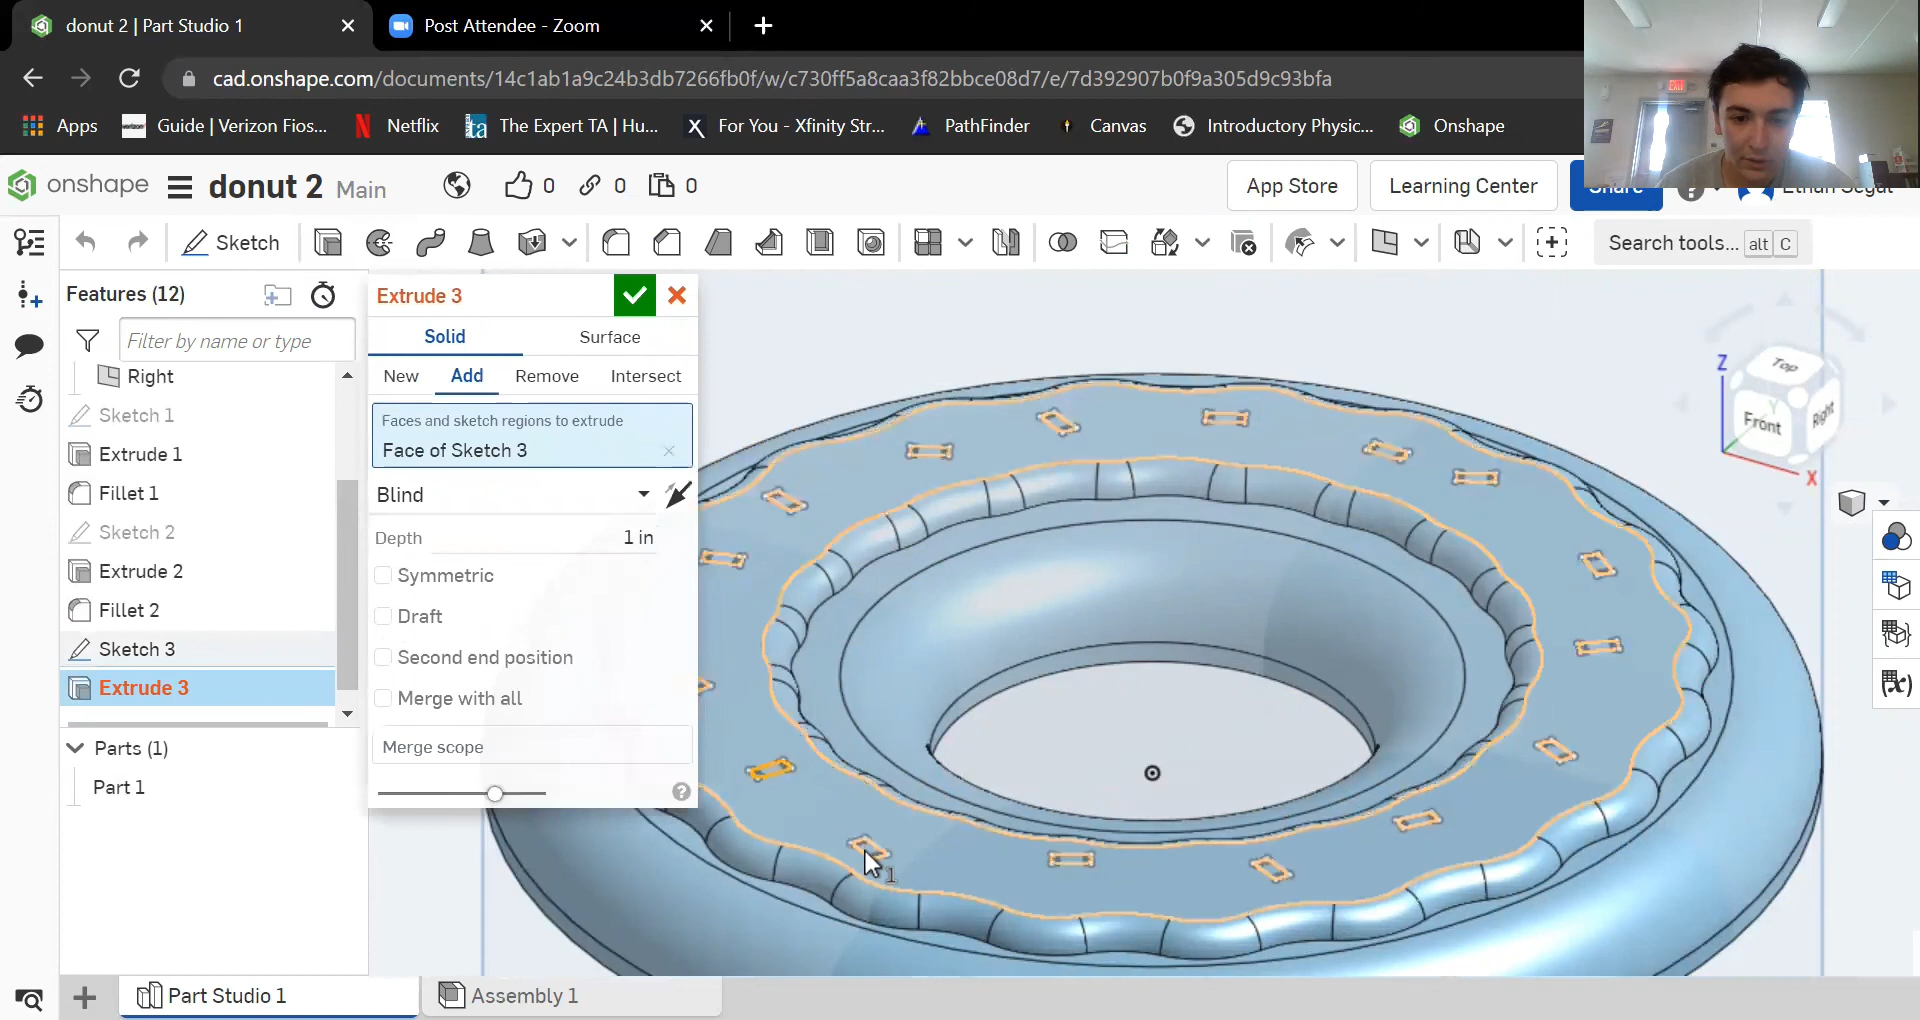 donut 2 | Part Studio 1
Post Attendee - Zoom
cad.onshape.com/documents/14c1ab1a9c24b3db7266fb0f/w/c730ff5a8caa3f82bbce08d7/e/7d392907b0f9a305d9c93bfa
Apps
Guide | Verizon Fios...
Netflix
The Expert TA | Hu...
For You - Xfinity Str...
PathFinder
Canvas
Introductory Physic...
Onshape
EXIT
onshape
donut 2 Main
0
0
0
App Store
Learning Center
Share
Ethan Segal
Sketch
Search tools... alt C
Features (12)
Filter by name or type
Right
Sketch 1
Extrude 1
Fillet 1
Sketch 2
Extrude 2
Fillet 2
Sketch 3
Extrude 3
Parts (1)
Part 1
Extrude 3
Solid Surface
New Add Remove Intersect
Faces and sketch regions to extrude
Face of Sketch 3
Blind
Depth 1 in
Symmetric
Draft
Second end position
Merge with all
Merge scope
1
Z
Top
Y
Front Right
X
(x)
Part Studio 1
Assembly 1